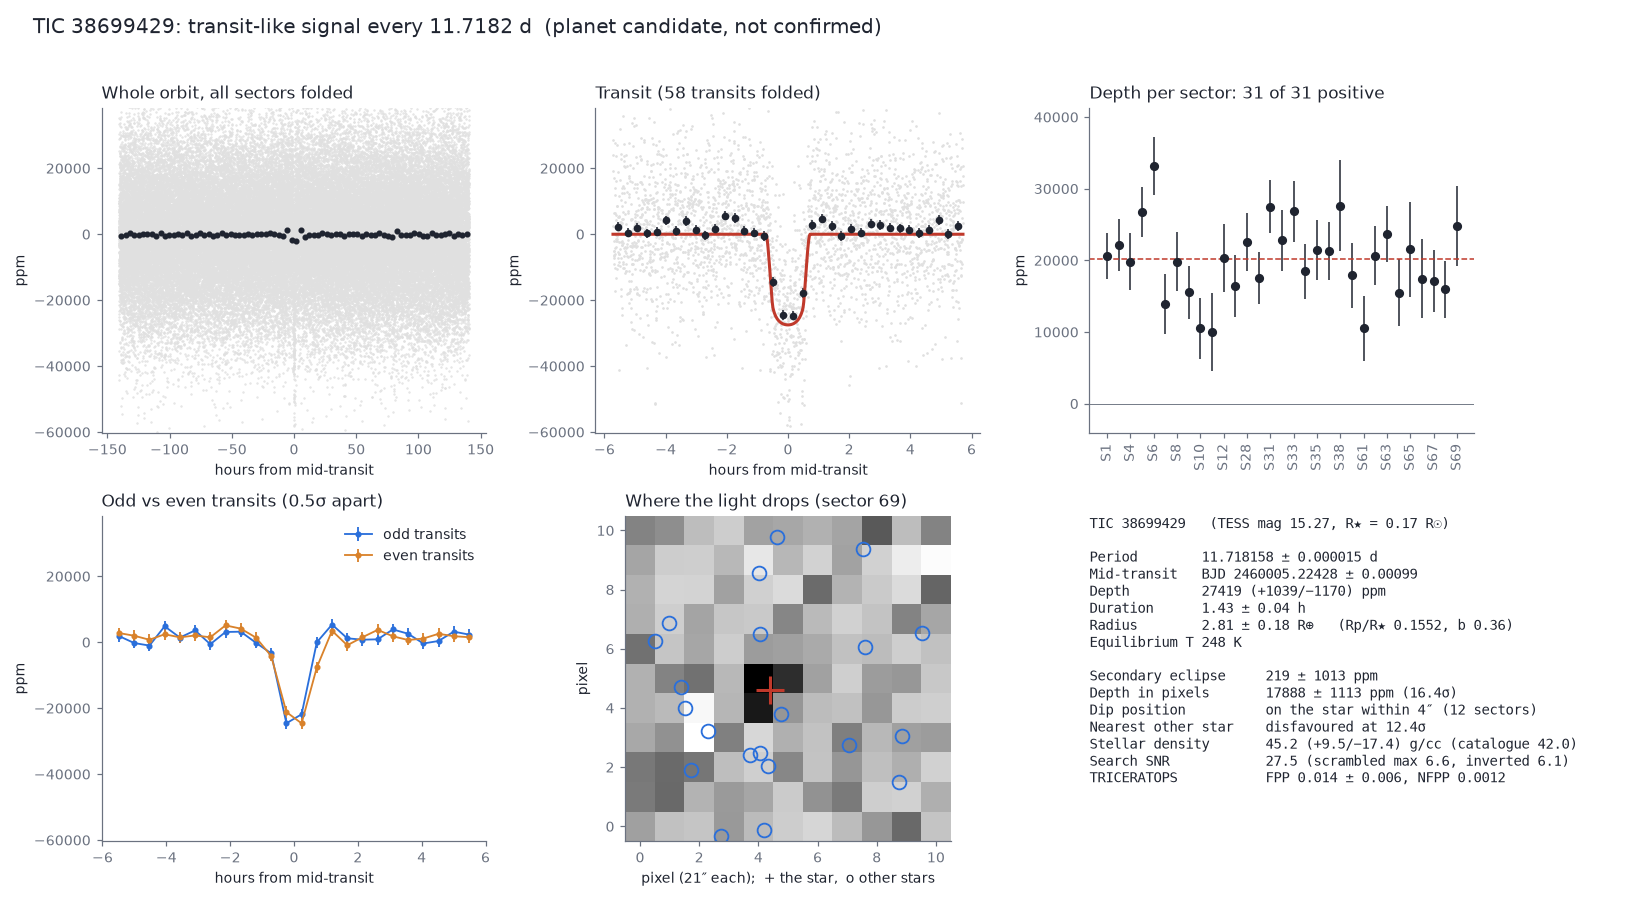 TIC 38699429: transit-like signal every 11.7182 d  (planet candidate, not confirmed)
Whole orbit, all sectors folded
20000
0
−20000
−40000
−60000
ppm
−150
−100
−50
0
50
100
150
hours from mid-transit
Transit (58 transits folded)
20000
0
−20000
−40000
−60000
ppm
−6
−4
−2
0
2
4
6
hours from mid-transit
Depth per sector: 31 of 31 positive
40000
30000
20000
10000
0
ppm
S1
S4
S6
S8
S10
S12
S28
S31
S33
S35
S38
S61
S63
S65
S67
S69
Odd vs even transits (0.5σ apart)
odd transits
even transits
20000
0
−20000
−40000
−60000
ppm
−6
−4
−2
0
2
4
6
hours from mid-transit
Where the light drops (sector 69)
10
8
6
4
2
0
pixel
0
2
4
6
8
10
pixel (21″ each);  + the star,  o other stars
TIC 38699429   (TESS mag 15.27, R★ = 0.17 R☉)
Period        11.718158 ± 0.000015 d
Mid-transit   BJD 2460005.22428 ± 0.00099
Depth         27419 (+1039/−1170) ppm
Duration      1.43 ± 0.04 h
Radius        2.81 ± 0.18 R⊕   (Rp/R★ 0.1552, b 0.36)
Equilibrium T 248 K
Secondary eclipse     219 ± 1013 ppm
Depth in pixels       17888 ± 1113 ppm (16.4σ)
Dip position          on the star within 4″ (12 sectors)
Nearest other star    disfavoured at 12.4σ
Stellar density       45.2 (+9.5/−17.4) g/cc (catalogue 42.0)
Search SNR            27.5 (scrambled max 6.6, inverted 6.1)
TRICERATOPS           FPP 0.014 ± 0.006, NFPP 0.0012